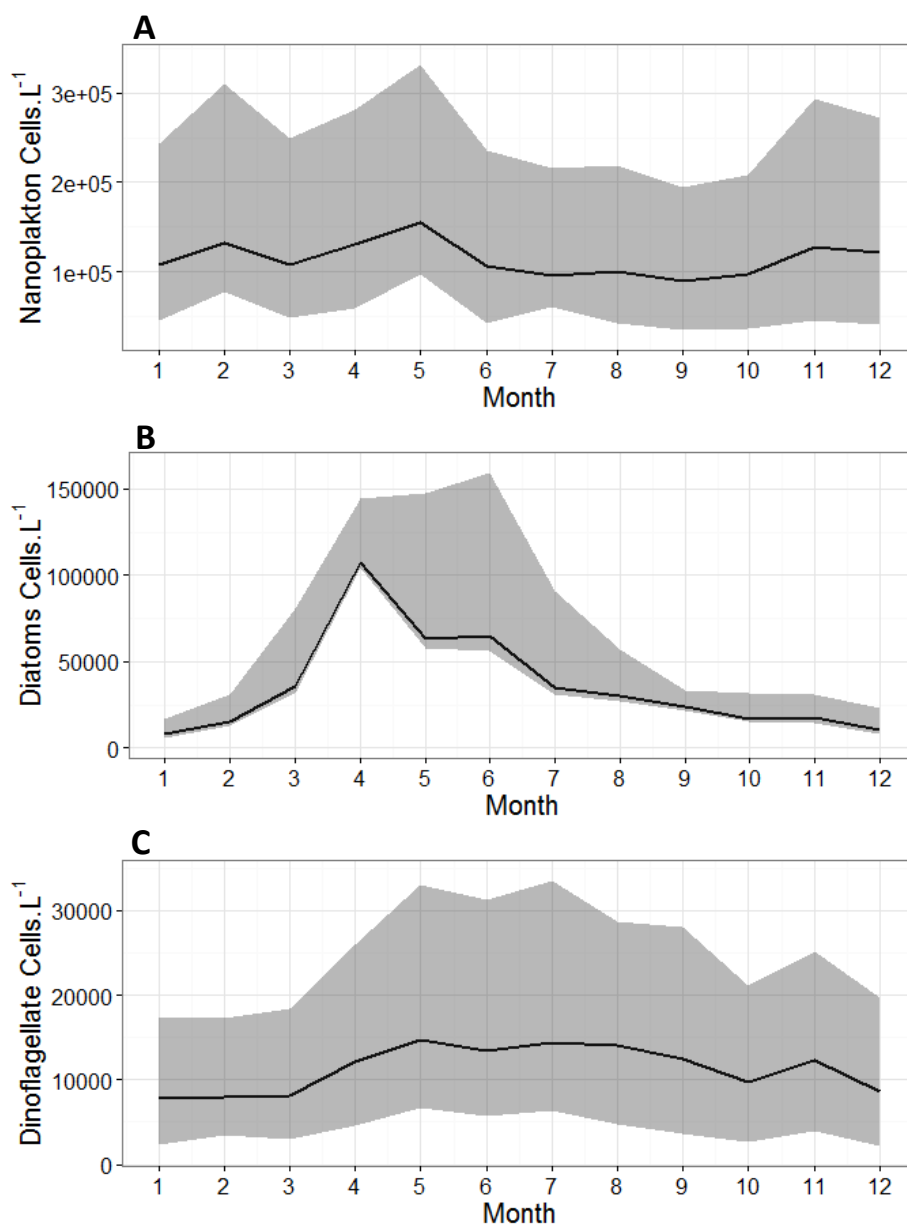 A
Nanoplakton Cells.L⁻¹
3e+05
2e+05
1e+05
1 2 3 4 5 6 7 8 9 10 11 12
Month
B
Diatoms Cells.L⁻¹
150000
100000
50000
0
1 2 3 4 5 6 7 8 9 10 11 12
Month
C
Dinoflagellate Cells.L⁻¹
30000
20000
10000
0
1 2 3 4 5 6 7 8 9 10 11 12
Month